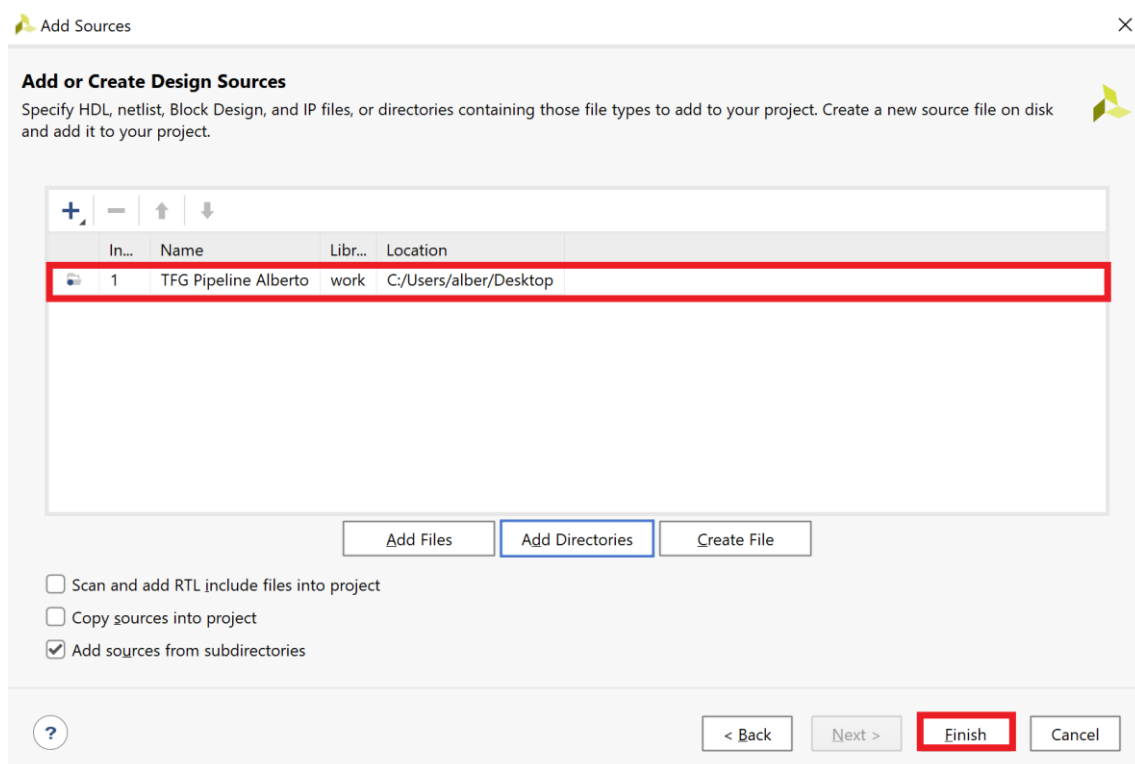 Add Sources
Add or Create Design Sources
Specify HDL, netlist, Block Design, and IP files, or directories containing those file types to add to your project. Create a new source file on disk
and add it to your project.
In... Name Libr... Location
1 TFG Pipeline Alberto work C:/Users/alber/Desktop
Add Files Add Directories Create File
Scan and add RTL include files into project
Copy sources into project
Add sources from subdirectories
? < Back Next > Finish Cancel